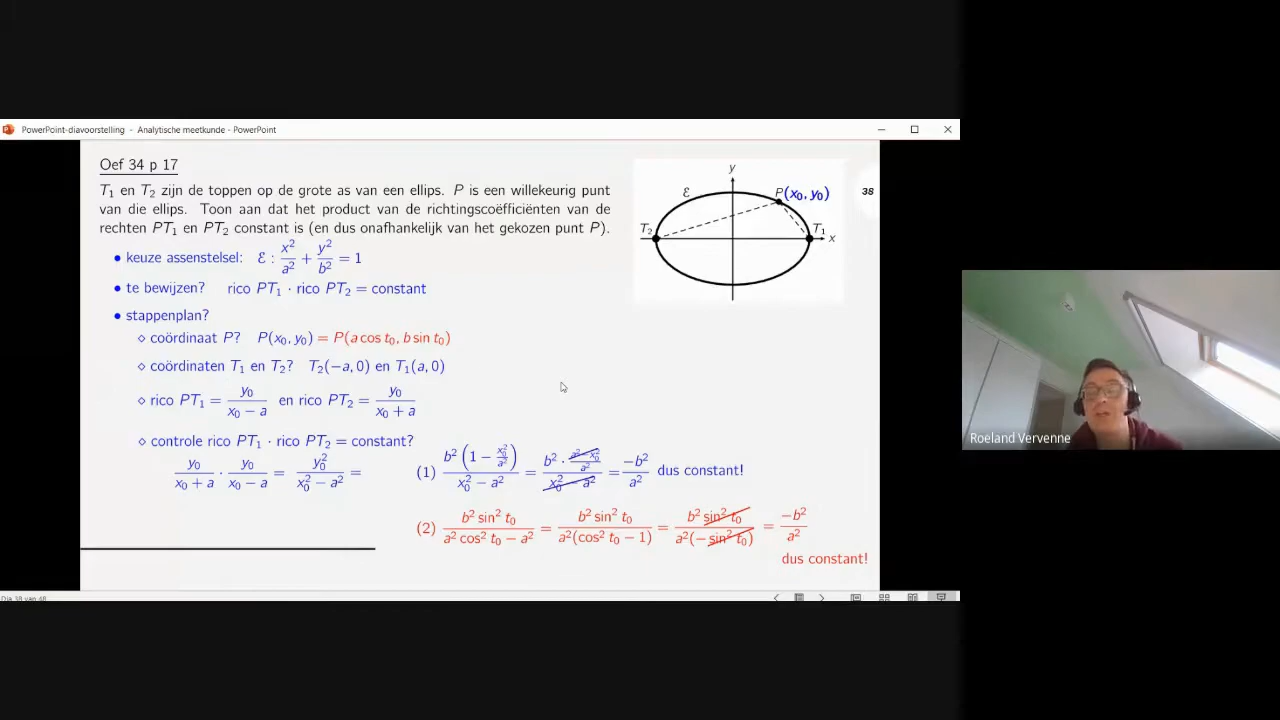 PowerPoint-diavoorstelling - Analytische meetkunde - PowerPoint
Oef 34 p 17
38
T₁ en T₂ zijn de toppen op de grote as van een ellips. P is een willekeurig punt
van die ellips. Toon aan dat het product van de richtingscoëfficiënten van de
rechten PT₁ en PT₂ constant is (en dus onafhankelijk van het gekozen punt P).
y
ℰ
P(x₀, y₀)
T₂
T₁
x
• keuze assenstelsel: ℰ : x²/a² + y²/b² = 1
• te bewijzen? rico PT₁ · rico PT₂ = constant
• stappenplan?
⋄ coördinaat P? P(x₀, y₀) = P(a cos t₀, b sin t₀)
⋄ coördinaten T₁ en T₂? T₂(−a, 0) en T₁(a, 0)
⋄ rico PT₁ = y₀/(x₀ − a) en rico PT₂ = y₀/(x₀ + a)
⋄ controle rico PT₁ · rico PT₂ = constant?
y₀/(x₀ + a) · y₀/(x₀ − a) = y₀²/(x₀² − a²) =
(1) b²(1 − x₀²/a²)/(x₀² − a²) = b² · (a² − x₀²)/a² / (x₀² − a²) = −b²/a² dus constant!
(2) b² sin² t₀/(a² cos² t₀ − a²) = b² sin² t₀/(a²(cos² t₀ − 1)) = b² sin² t₀/(a²(− sin² t₀)) = −b²/a²
dus constant!
Dia 38 van 48
Roeland Vervenne